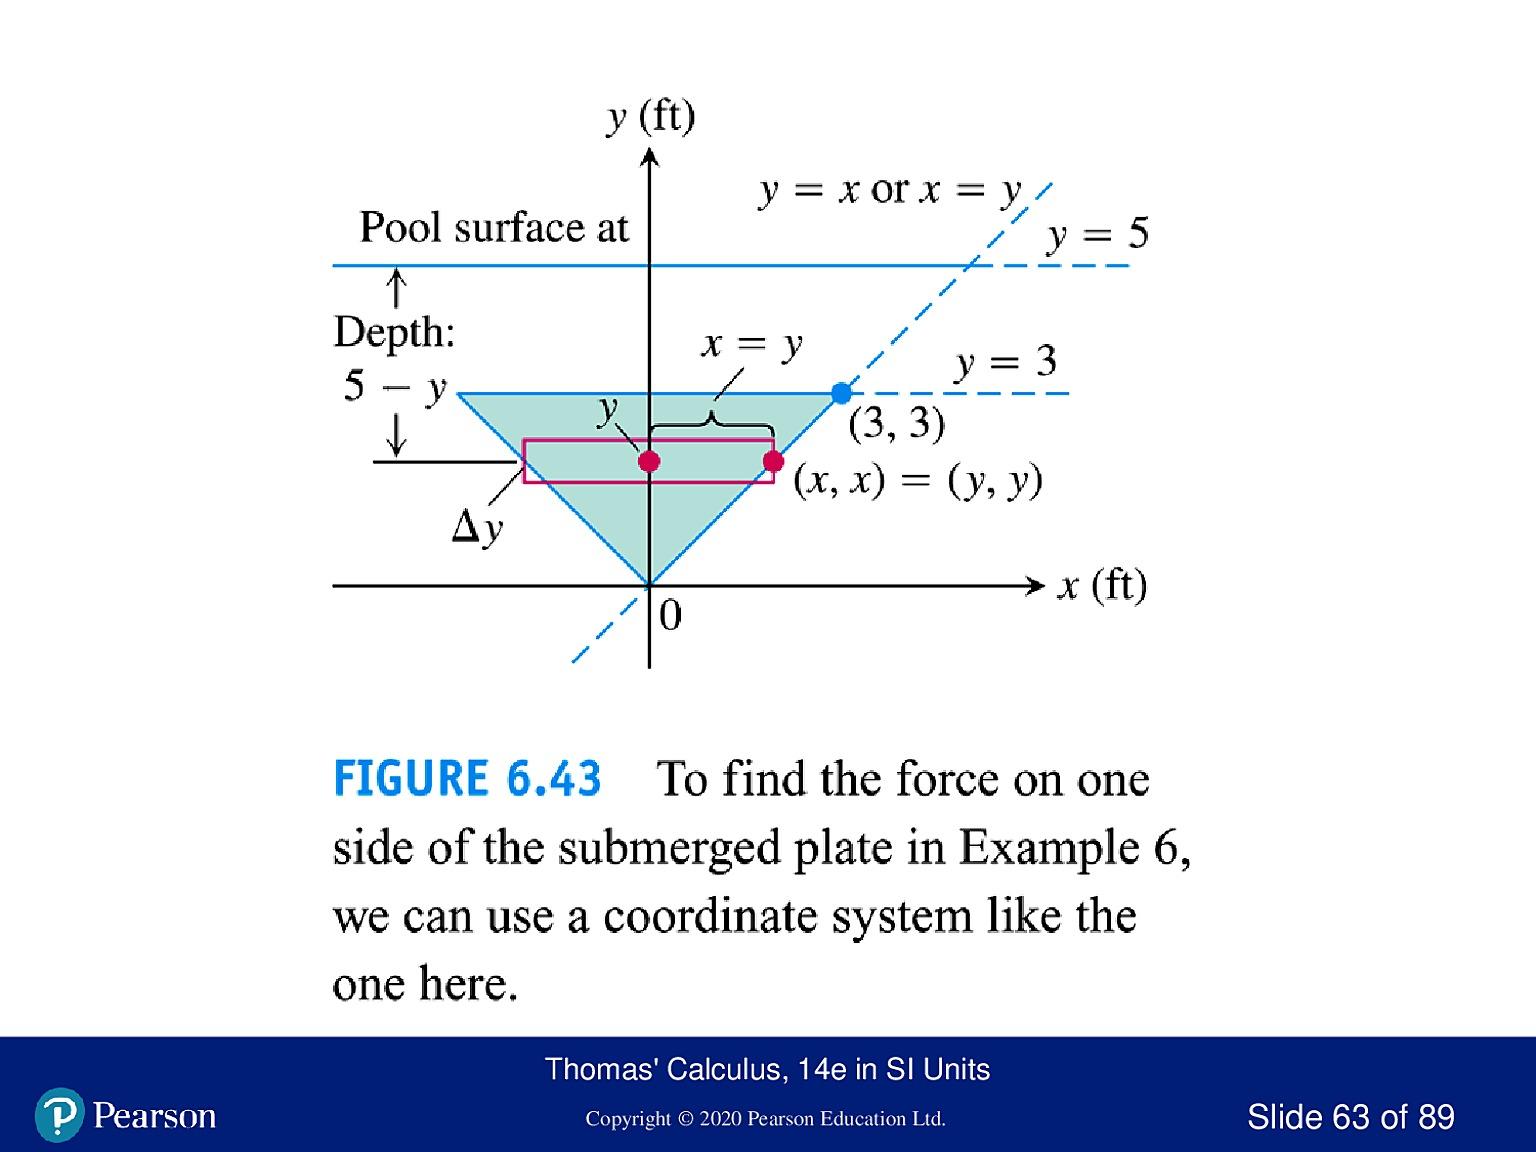 y (ft)
y = x or x = y
Pool surface at
y = 5
Depth:
5 − y
x = y
y = 3
y
(3, 3)
(x, x) = (y, y)
Δy
x (ft)
0
FIGURE 6.43 To find the force on one
side of the submerged plate in Example 6,
we can use a coordinate system like the
one here.
Thomas' Calculus, 14e in SI Units
Pearson
Copyright © 2020 Pearson Education Ltd.
Slide 63 of 89